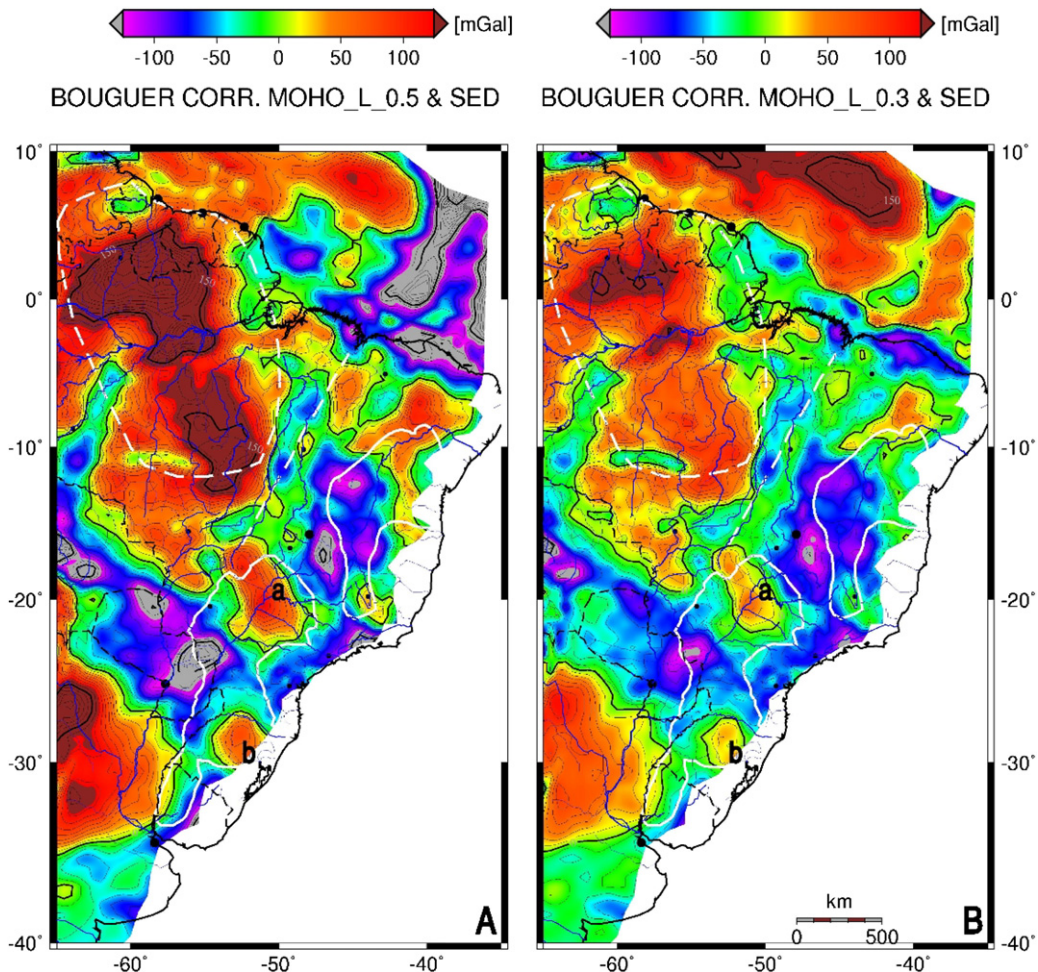 [mGal] [mGal]
-100 -50 0 50 100 -100 -50 0 50 100
BOUGUER CORR. MOHO_L_0.5 & SED BOUGUER CORR. MOHO_L_0.3 & SED
10° 10°
150
150 150
0° 0°
-10° 150 -10°
a a
-20° -20°
b b
-30° -30°
km
A B
0 500
-40° -40°
-60 -50 -40 -60 -50 -40